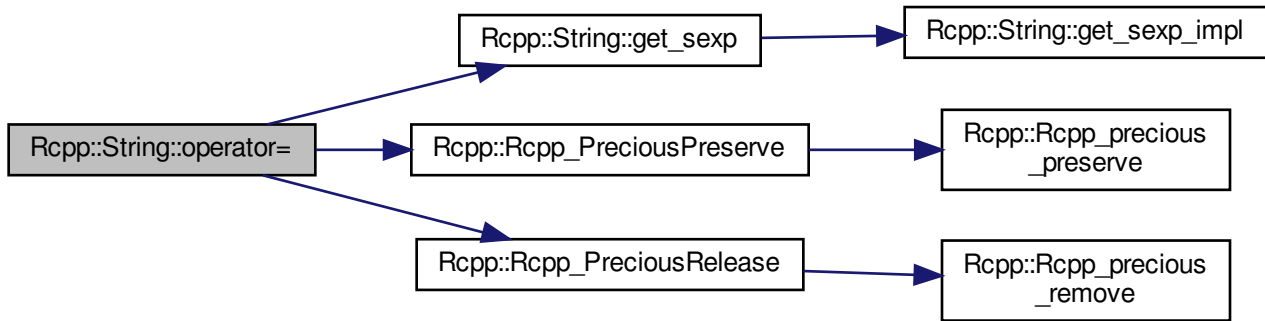 Rcpp::String::operator=
Rcpp::String::get_sexp
Rcpp::String::get_sexp_impl
Rcpp::Rcpp_PreciousPreserve
Rcpp::Rcpp_precious
_preserve
Rcpp::Rcpp_PreciousRelease
Rcpp::Rcpp_precious
_remove